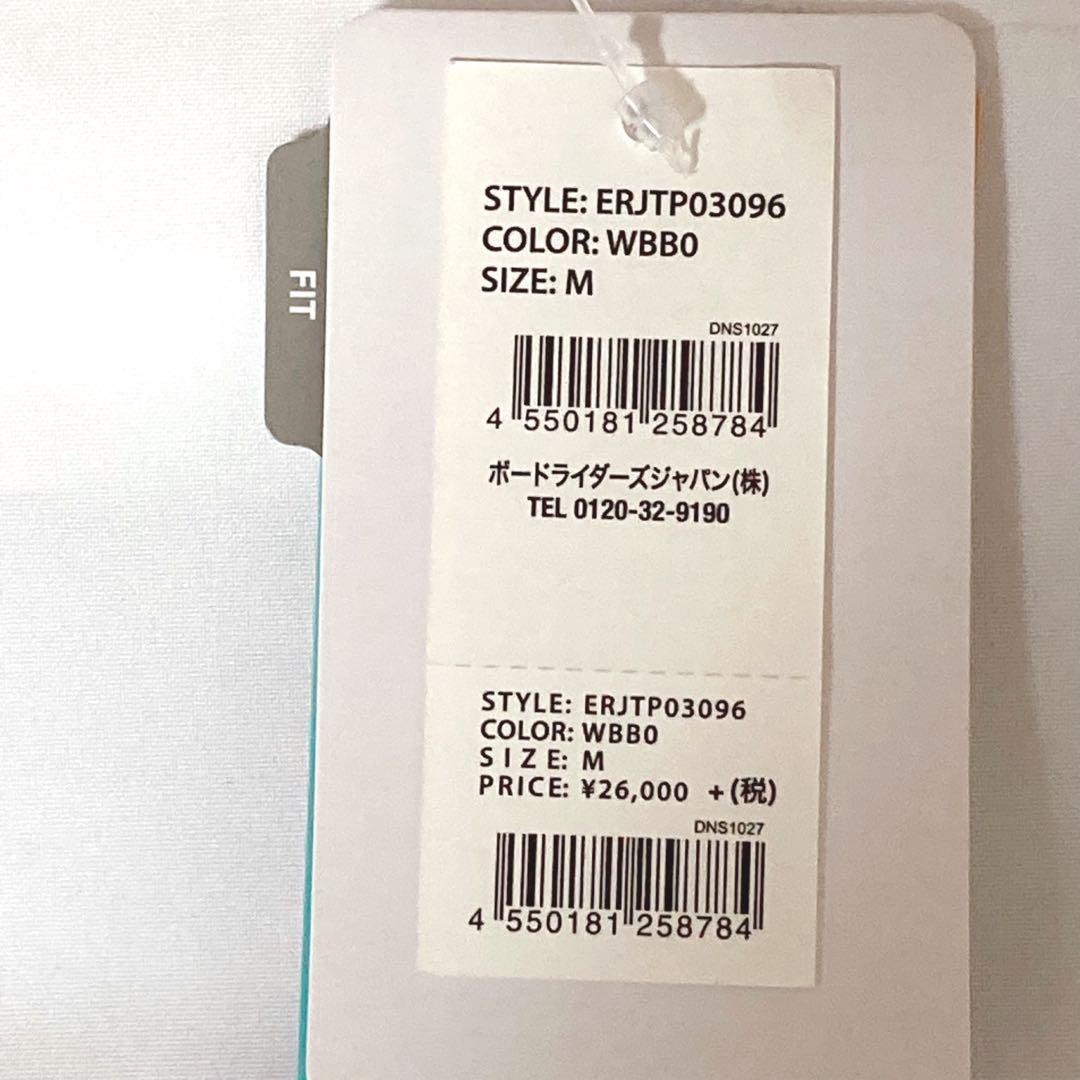 FIT
STYLE: ERJTP03096
COLOR: WBB0
SIZE: M
DNS1027
4 550181 258784
ボードライダーズジャパン(株)
TEL 0120-32-9190
STYLE: ERJTP03096
COLOR: WBB0
SIZE: M
PRICE: ¥26,000 +(税)
DNS1027
4 550181 258784